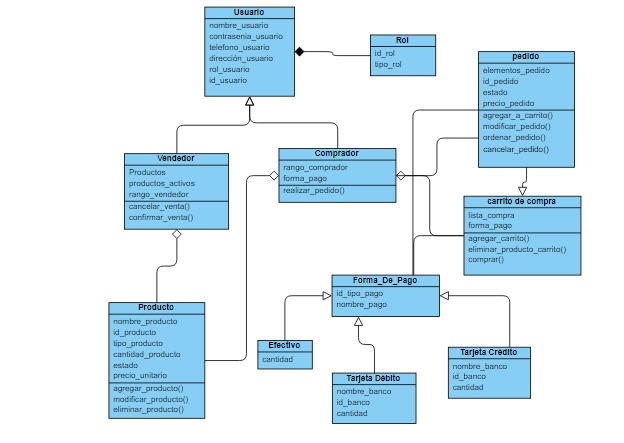 Usuario
nombre_usuario
contrasenia_usuario
telefono_usuario
dirección_usuario
rol_usuario
id_usuario
Rol
id_rol
tipo_rol
pedido
elementos_pedido
id_pedido
estado
precio_pedido
agregar_a_carrito()
modificar_pedido()
ordenar_pedido()
cancelar_pedido()
Vendedor
Productos
productos_activos
rango_vendedor
cancelar_venta()
confirmar_venta()
Comprador
rango_comprador
forma_pago
realizar_pedido()
carrito de compra
lista_compra
forma_pago
agregar_carrito()
eliminar_producto_carrito()
comprar()
Forma_De_Pago
id_tipo_pago
nombre_pago
Producto
nombre_producto
id_producto
tipo_producto
cantidad_producto
estado
precio_unitario
agregar_producto()
modificar_producto()
eliminar_producto()
Efectivo
cantidad
Tarjeta Débito
nombre_banco
id_banco
cantidad
Tarjeta Crédito
nombre_banco
id_banco
cantidad